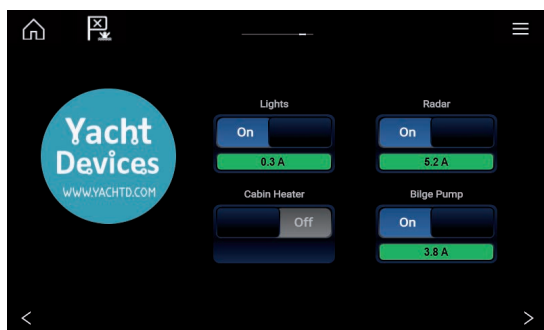 Yacht
Devices
WWW.YACHTD.COM
Lights
On
0.3 A
Radar
On
5.2 A
Cabin Heater
Off
Bilge Pump
On
3.8 A